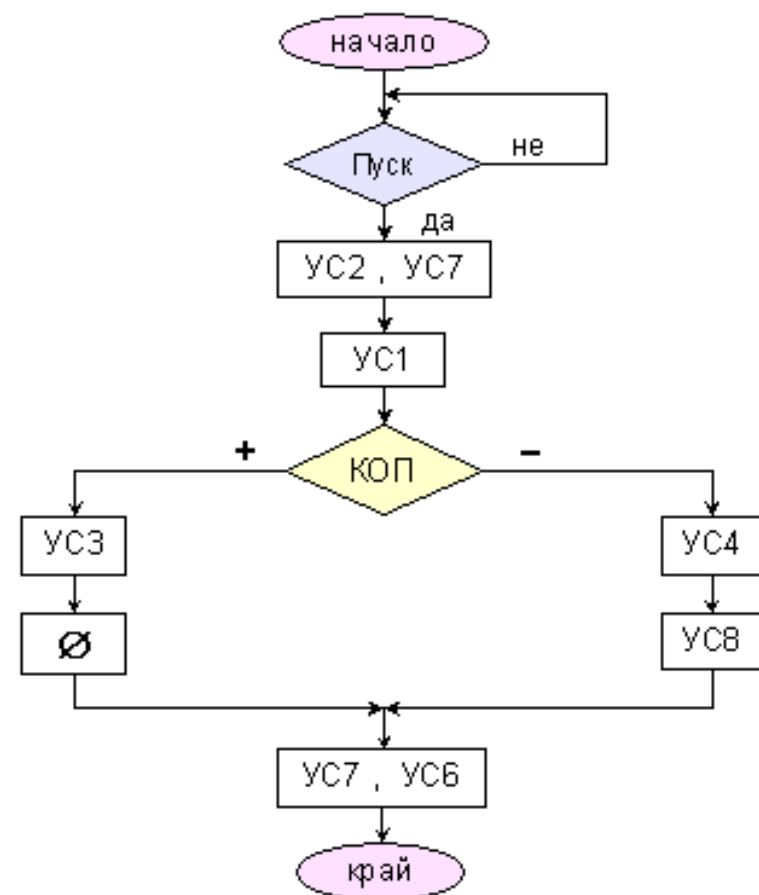 начало
Пуск
не
да
УС2 , УС7
УС1
+ КОП –
УС3
УС4
Ø
УС8
УС7 , УС6
край